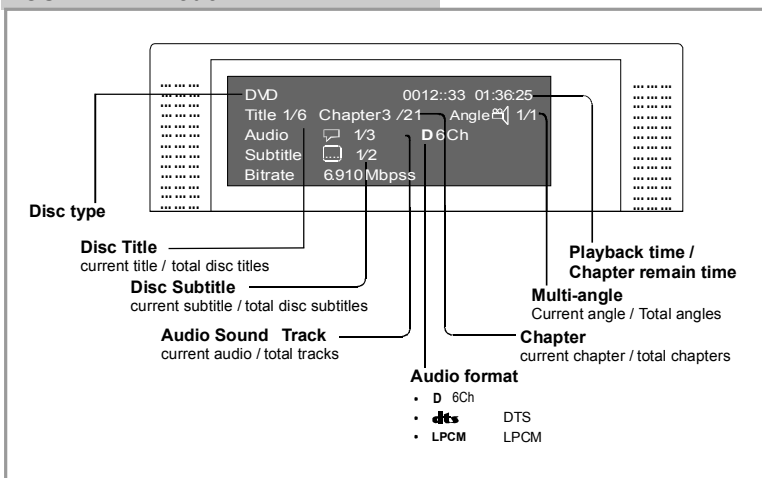 DVD 0012::33 01:36:25
Title 1/6 Chapter3 /21 Angle 1/1
Audio 1/3 D 6Ch
Subtitle .... 1/2
Bitrate 6.910 Mbpss
Disc type
Disc Title
current title / total disc titles
Disc Subtitle
current subtitle / total disc subtitles
Audio Sound Track
current audio / total tracks
Playback time /
Chapter remain time
Multi-angle
Current angle / Total angles
Chapter
current chapter / total chapters
Audio format
• D 6Ch
• dts DTS
• LPCM LPCM